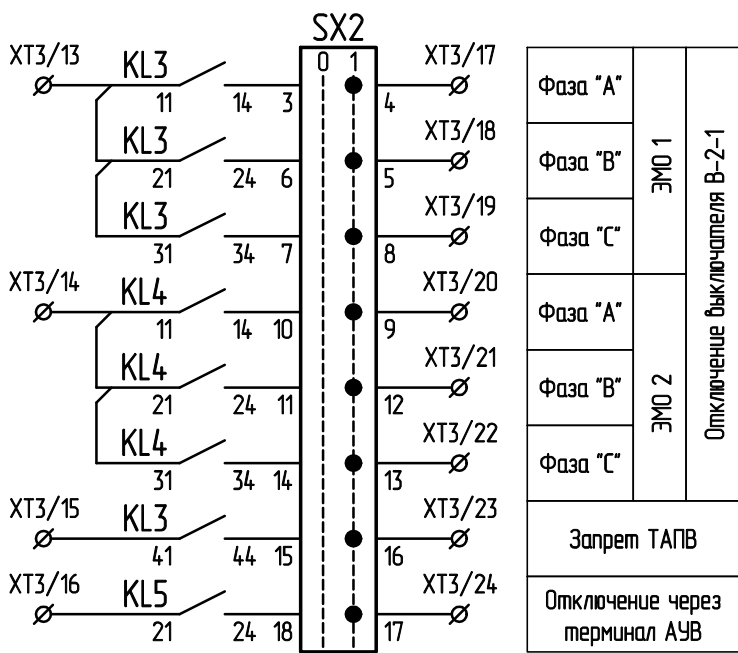 SX2
0 1
XT3/13 KL3 11 14 3 4 XT3/17 Фаза "А"
KL3 21 24 6 5 XT3/18 Фаза "В"
KL3 31 34 7 8 XT3/19 Фаза "С"
ЭМО 1
XT3/14 KL4 11 14 10 9 XT3/20 Фаза "А"
KL4 21 24 11 12 XT3/21 Фаза "В"
KL4 31 34 14 13 XT3/22 Фаза "С"
ЭМО 2
Отключение выключателя В-2-1
XT3/15 KL3 41 44 15 16 XT3/23 Запрет ТАПВ
XT3/16 KL5 21 24 18 17 XT3/24 Отключение через
терминал АУВ